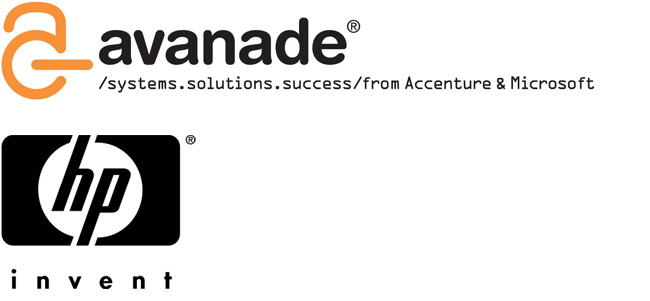 avanade®
/systems.solutions.success/from Accenture & Microsoft
hp®
invent